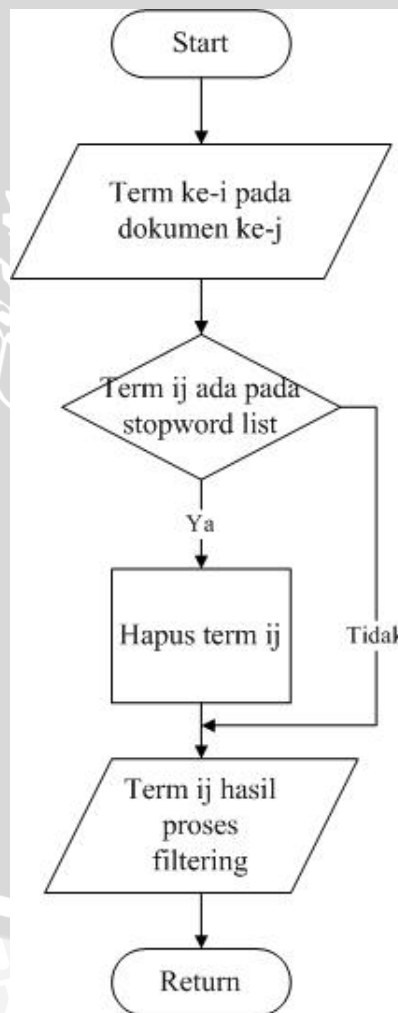 Start
Term ke-i pada
dokumen ke-j
Term ij ada pada
stopword list
Ya
Hapus term ij
Tidak
Term ij hasil
proses
filtering
Return